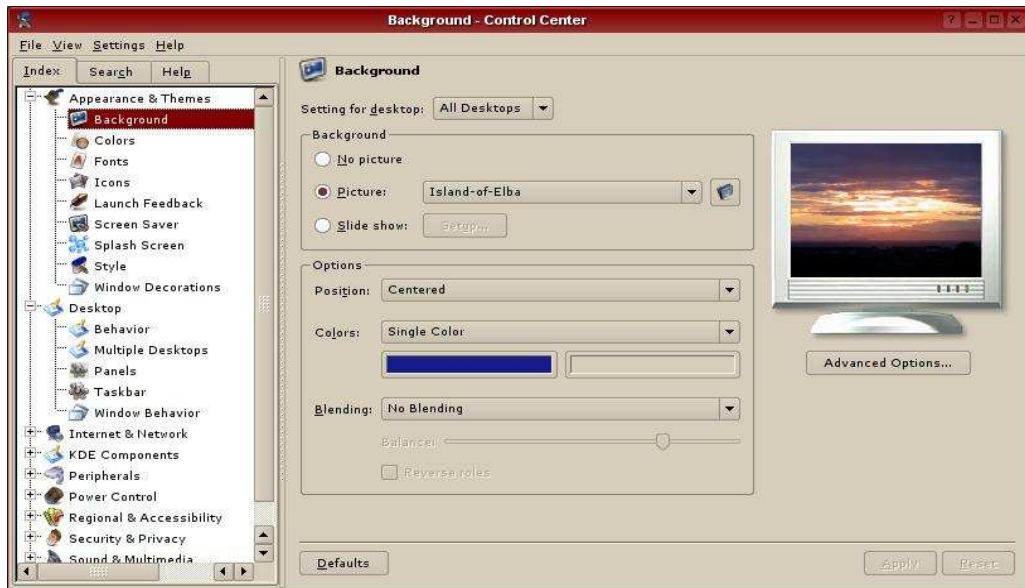 Background - Control Center
File View Settings Help
Index Search Help
Appearance & Themes
Background
Colors
Fonts
Icons
Launch Feedback
Screen Saver
Splash Screen
Style
Window Decorations
Desktop
Behavior
Multiple Desktops
Panels
Taskbar
Window Behavior
Internet & Network
KDE Components
Peripherals
Power Control
Regional & Accessibility
Security & Privacy
Sound & Multimedia
Background
Setting for desktop: All Desktops
Background
No picture
Picture: Island-of-Elba
Slide show: Setup...
Options
Position: Centered
Colors: Single Color
Blending: No Blending
Balance:
Reverse roles
Advanced Options...
Defaults
Apply Reset